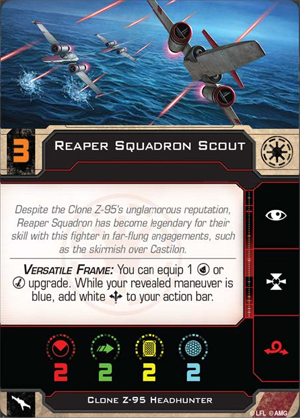 3
REAPER SQUADRON SCOUT
Despite the Clone Z-95's unglamorous reputation,
Reaper Squadron has become legendary for their
skill with this fighter in far-flung engagements, such
as the skirmish over Castilon.
VERSATILE FRAME: You can equip 1 or
upgrade. While your revealed maneuver is
blue, add white to your action bar.
2 2 2 2
CLONE Z-95 HEADHUNTER
© LFL © AMG